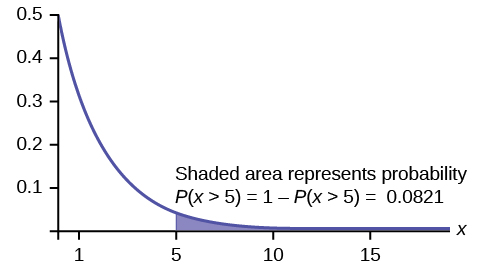 0.5
0.4
0.3
0.2
0.1
Shaded area represents probability
P(x > 5) = 1 – P(x > 5) = 0.0821
x
1 5 10 15